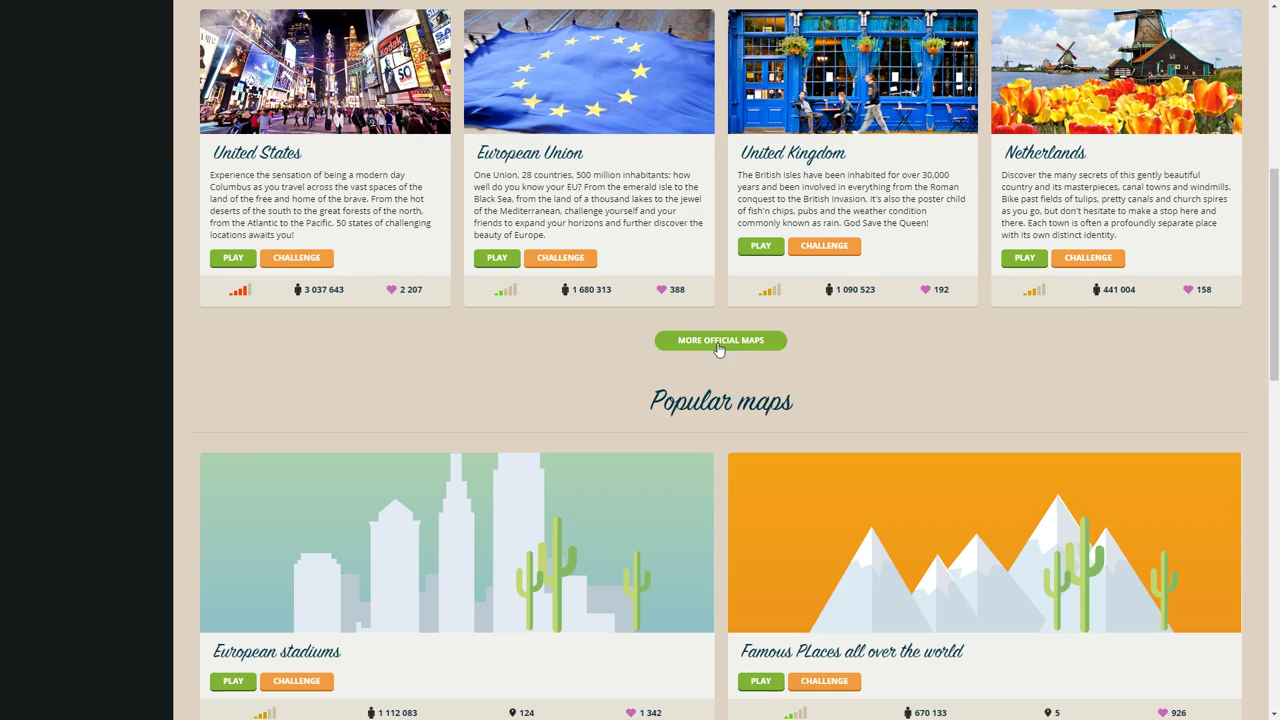 kodak
SO
United States
Experience the sensation of being a modern day
Columbus as you travel across the vast spaces of the
land of the free and home of the brave. From the hot
deserts of the south to the great forests of the north,
from the Atlantic to the Pacific. 50 states of challenging
locations awaits you!
PLAY CHALLENGE
3 037 643 2 207
European Union
One Union, 28 countries, 500 million inhabitants: how
well do you know your EU? From the emerald isle to the
Black Sea, from the land of a thousand lakes to the jewel
of the Mediterranean, challenge yourself and your
friends to expand your horizons and further discover the
beauty of Europe.
PLAY CHALLENGE
1 680 313 388
United Kingdom
The British Isles have been inhabited for over 30,000
years and been involved in everything from the Roman
conquest to the British Invasion. It's also the poster child
of fish'n chips, pubs and the weather condition
commonly known as rain. God Save the Queen!
PLAY CHALLENGE
1 090 523 192
Netherlands
Discover the many secrets of this gently beautiful
country and its masterpieces, canal towns and windmills.
Bike past fields of tulips, pretty canals and church spires
as you go, but don't hesitate to make a stop here and
there. Each town is often a profoundly separate place
with its own distinct identity.
PLAY CHALLENGE
441 004 158
MORE OFFICIAL MAPS
Popular maps
European stadiums
PLAY CHALLENGE
1 112 083 124 1 342
Famous PLaces all over the world
PLAY CHALLENGE
670 133 5 926